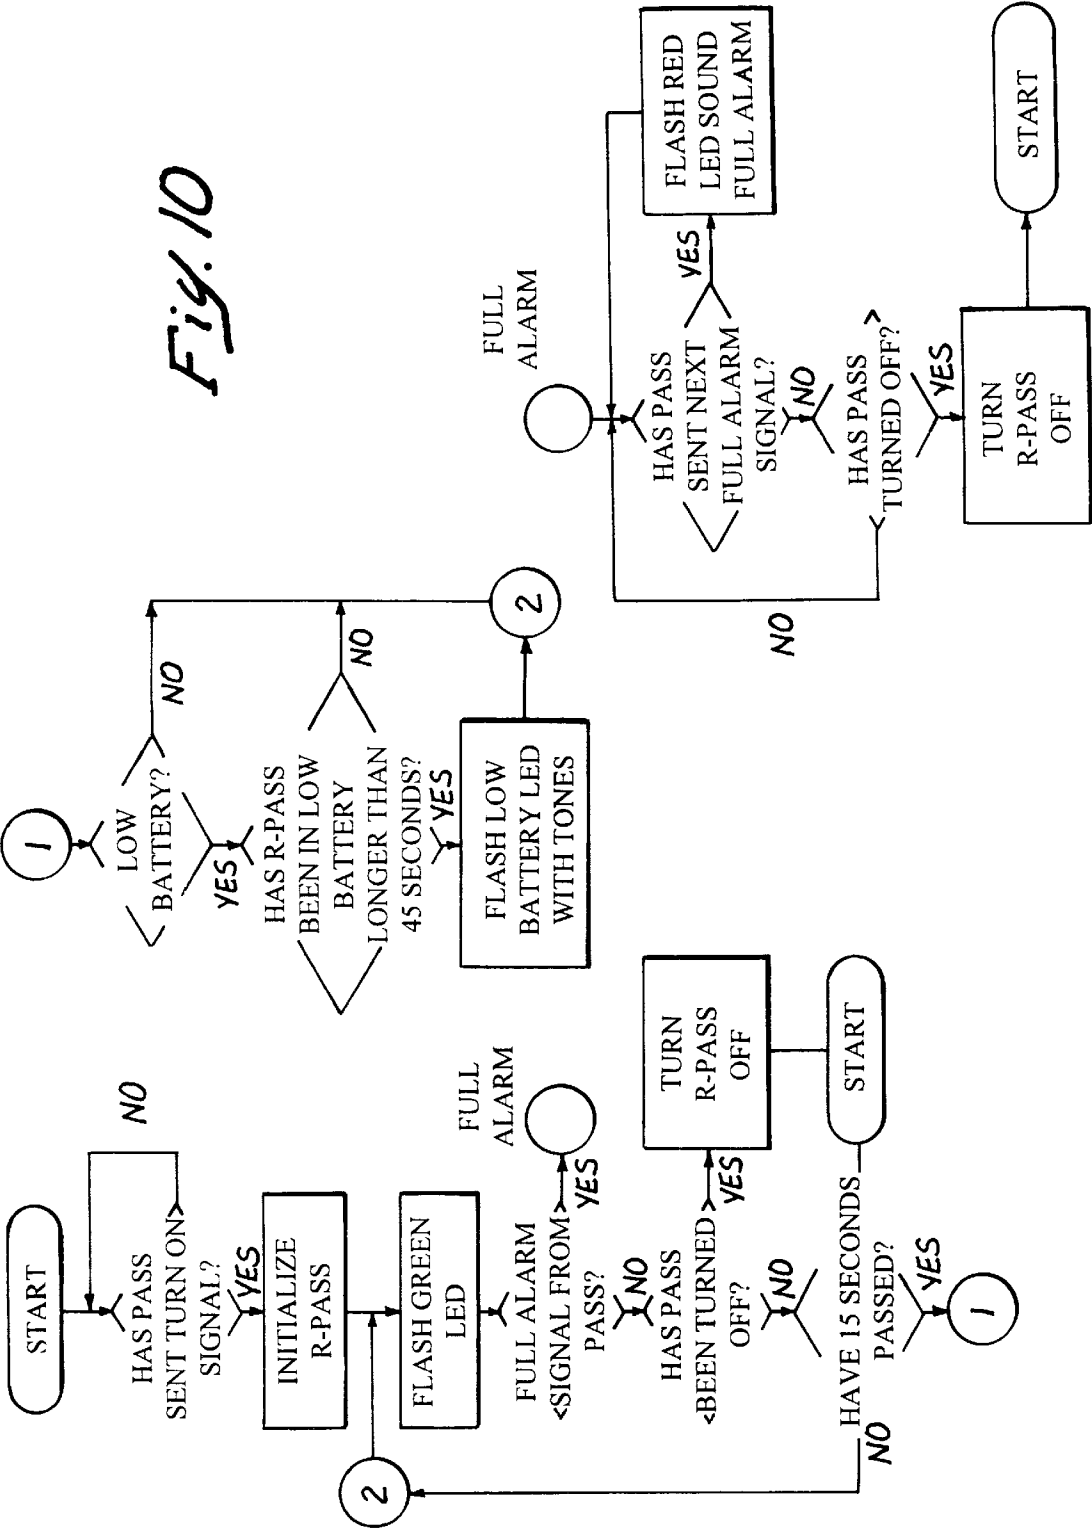 START
HAS PASS
SENT TURN ON
SIGNAL?
NO
YES
INITIALIZE
R-PASS
2
FLASH GREEN
LED
FULL ALARM
SIGNAL FROM
PASS?
YES
FULL
ALARM
NO
HAS PASS
BEEN TURNED
OFF?
YES
TURN
R-PASS
OFF
START
NO
HAVE 15 SECONDS
PASSED?
NO
YES
1
1
LOW
BATTERY?
NO
YES
HAS R-PASS
BEEN IN LOW
BATTERY
LONGER THAN
45 SECONDS?
NO
YES
FLASH LOW
BATTERY LED
WITH TONES
2
Fig. 10
FULL
ALARM
HAS PASS
SENT NEXT
FULL ALARM
SIGNAL?
YES
FLASH RED
LED SOUND
FULL ALARM
NO
HAS PASS
TURNED OFF?
NO
YES
TURN
R-PASS
OFF
START